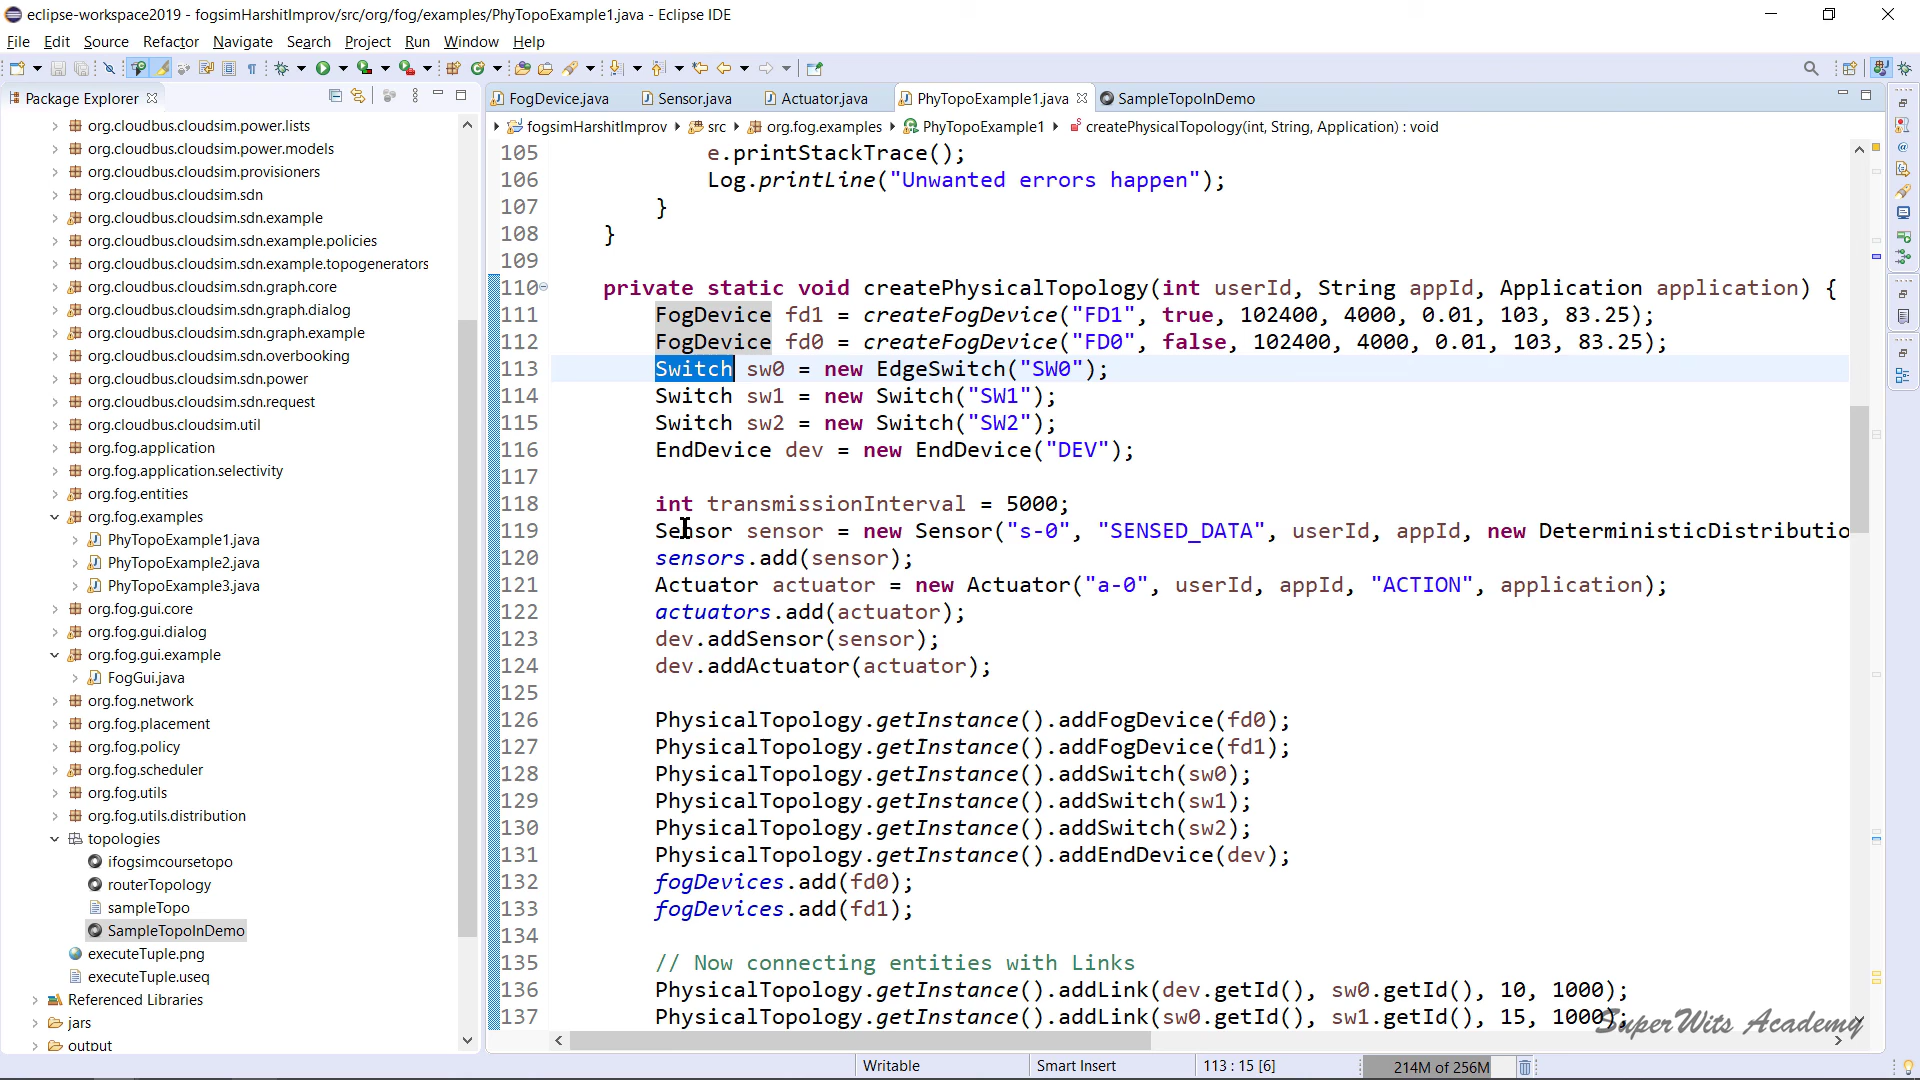 eclipse-workspace2019 - fogsimHarshitImprov/src/org/fog/examples/PhyTopoExample1.java - Eclipse IDE
File Edit Source Refactor Navigate Search Project Run Window Help
Package Explorer
FogDevice.java Sensor.java Actuator.java PhyTopoExample1.java SampleTopoInDemo
fogsimHarshitImprov src org.fog.examples PhyTopoExample1 createPhysicalTopology(int, String, Application) : void
org.cloudbus.cloudsim.power.lists
org.cloudbus.cloudsim.power.models
org.cloudbus.cloudsim.provisioners
org.cloudbus.cloudsim.sdn
org.cloudbus.cloudsim.sdn.example
org.cloudbus.cloudsim.sdn.example.policies
org.cloudbus.cloudsim.sdn.example.topogenerators
org.cloudbus.cloudsim.sdn.graph.core
org.cloudbus.cloudsim.sdn.graph.dialog
org.cloudbus.cloudsim.sdn.graph.example
org.cloudbus.cloudsim.sdn.overbooking
org.cloudbus.cloudsim.sdn.power
org.cloudbus.cloudsim.sdn.request
org.cloudbus.cloudsim.util
org.fog.application
org.fog.application.selectivity
org.fog.entities
org.fog.examples
PhyTopoExample1.java
PhyTopoExample2.java
PhyTopoExample3.java
org.fog.gui.core
org.fog.gui.dialog
org.fog.gui.example
FogGui.java
org.fog.network
org.fog.placement
org.fog.policy
org.fog.scheduler
org.fog.utils
org.fog.utils.distribution
topologies
ifogsimcoursetopo
routerTopology
sampleTopo
SampleTopoInDemo
executeTuple.png
executeTuple.useq
Referenced Libraries
jars
output
105 e.printStackTrace();
106 Log.printLine("Unwanted errors happen");
107 }
108 }
109
110 private static void createPhysicalTopology(int userId, String appId, Application application) {
111 FogDevice fd1 = createFogDevice("FD1", true, 102400, 4000, 0.01, 103, 83.25);
112 FogDevice fd0 = createFogDevice("FD0", false, 102400, 4000, 0.01, 103, 83.25);
113 Switch sw0 = new EdgeSwitch("SW0");
114 Switch sw1 = new Switch("SW1");
115 Switch sw2 = new Switch("SW2");
116 EndDevice dev = new EndDevice("DEV");
117
118 int transmissionInterval = 5000;
119 Sensor sensor = new Sensor("s-0", "SENSED_DATA", userId, appId, new DeterministicDistributio
120 sensors.add(sensor);
121 Actuator actuator = new Actuator("a-0", userId, appId, "ACTION", application);
122 actuators.add(actuator);
123 dev.addSensor(sensor);
124 dev.addActuator(actuator);
125
126 PhysicalTopology.getInstance().addFogDevice(fd0);
127 PhysicalTopology.getInstance().addFogDevice(fd1);
128 PhysicalTopology.getInstance().addSwitch(sw0);
129 PhysicalTopology.getInstance().addSwitch(sw1);
130 PhysicalTopology.getInstance().addSwitch(sw2);
131 PhysicalTopology.getInstance().addEndDevice(dev);
132 fogDevices.add(fd0);
133 fogDevices.add(fd1);
134
135 // Now connecting entities with Links
136 PhysicalTopology.getInstance().addLink(dev.getId(), sw0.getId(), 10, 1000);
137 PhysicalTopology.getInstance().addLink(sw0.getId(), sw1.getId(), 15, 1000);
SuperWits Academy
Writable Smart Insert 113 : 15 [6] 214M of 256M